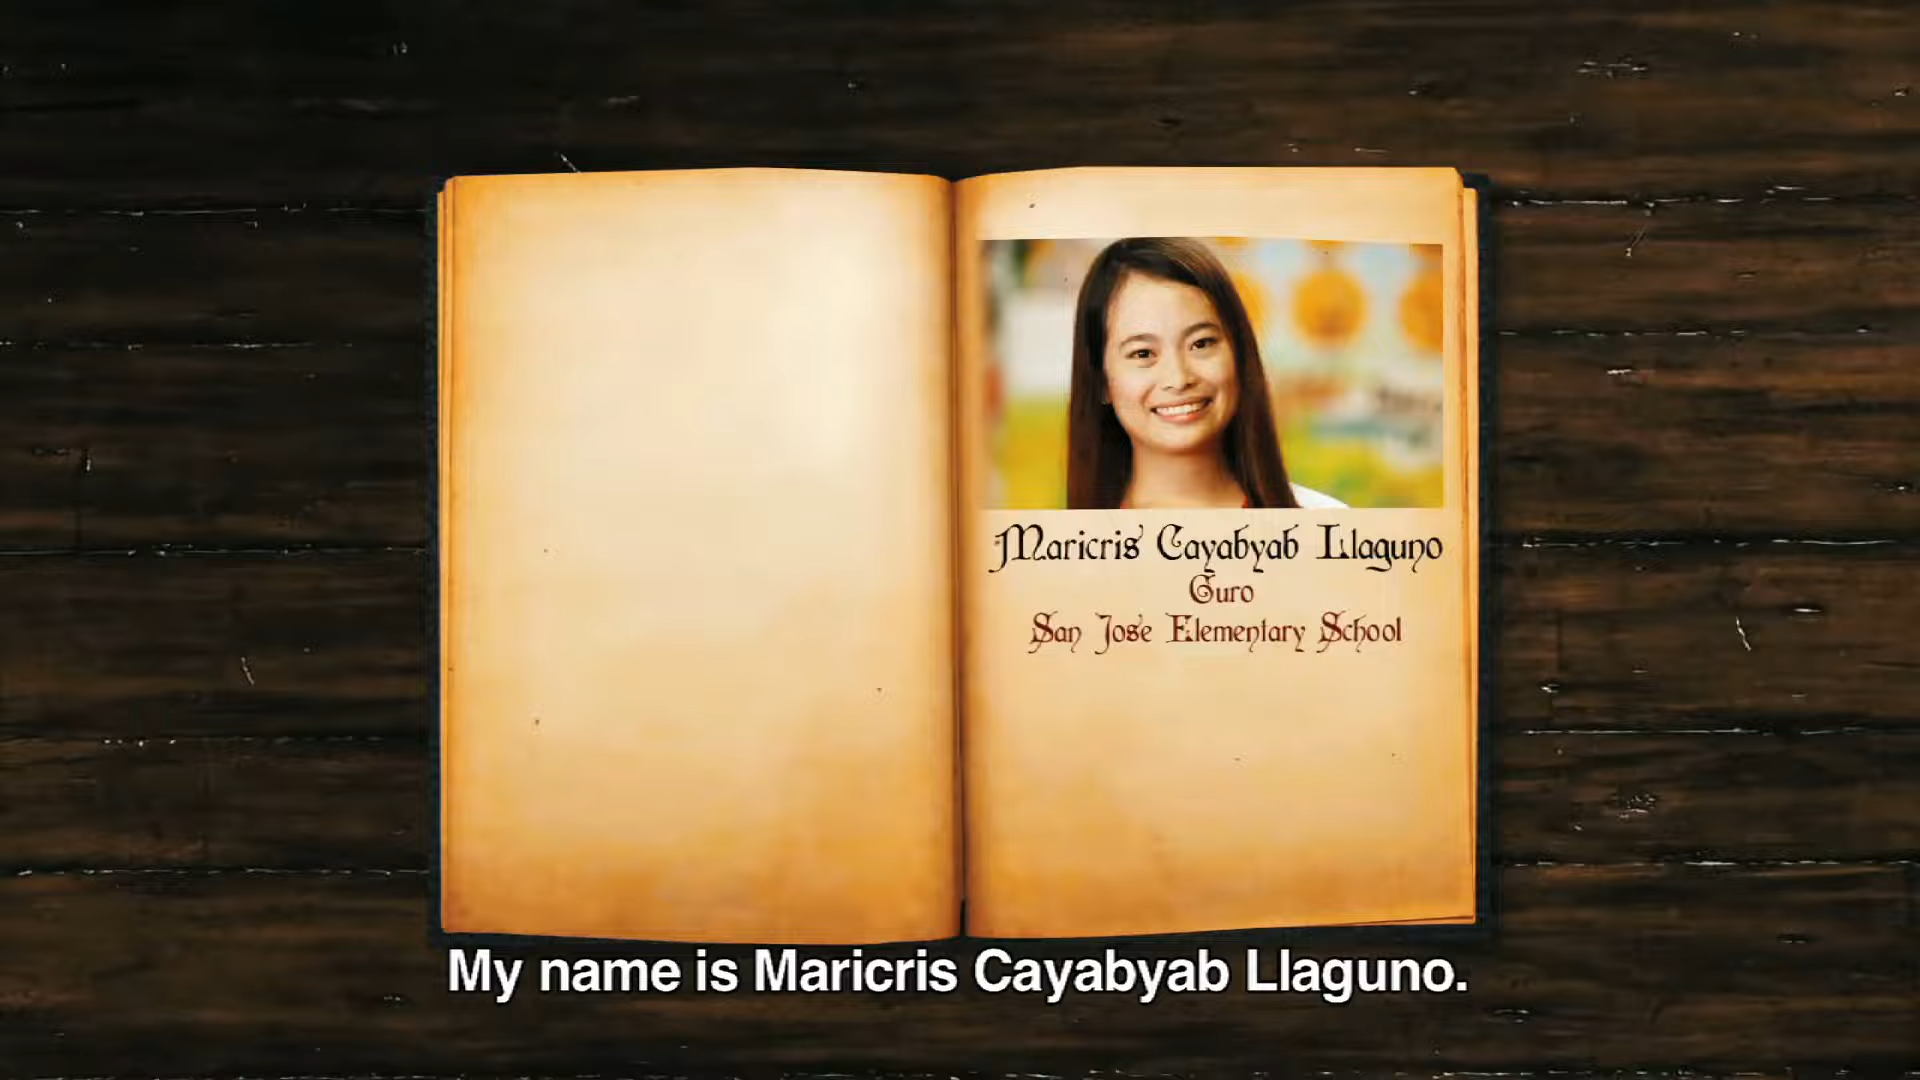 Maricris Cayabyab Llaguno
Guro
San Jose Elementary School
My name is Maricris Cayabyab Llaguno.